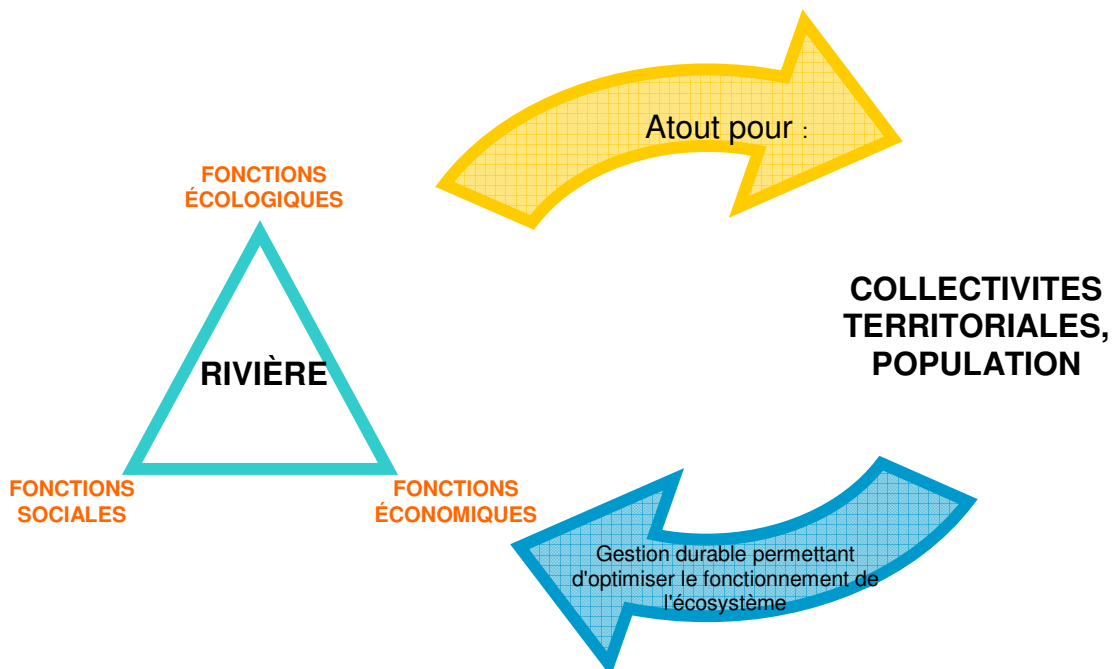 Atout pour :
FONCTIONS
ÉCOLOGIQUES
COLLECTIVITES
TERRITORIALES,
POPULATION
RIVIÈRE
FONCTIONS
SOCIALES
FONCTIONS
ÉCONOMIQUES
Gestion durable permettant
d'optimiser le fonctionnement de
l'écosystème